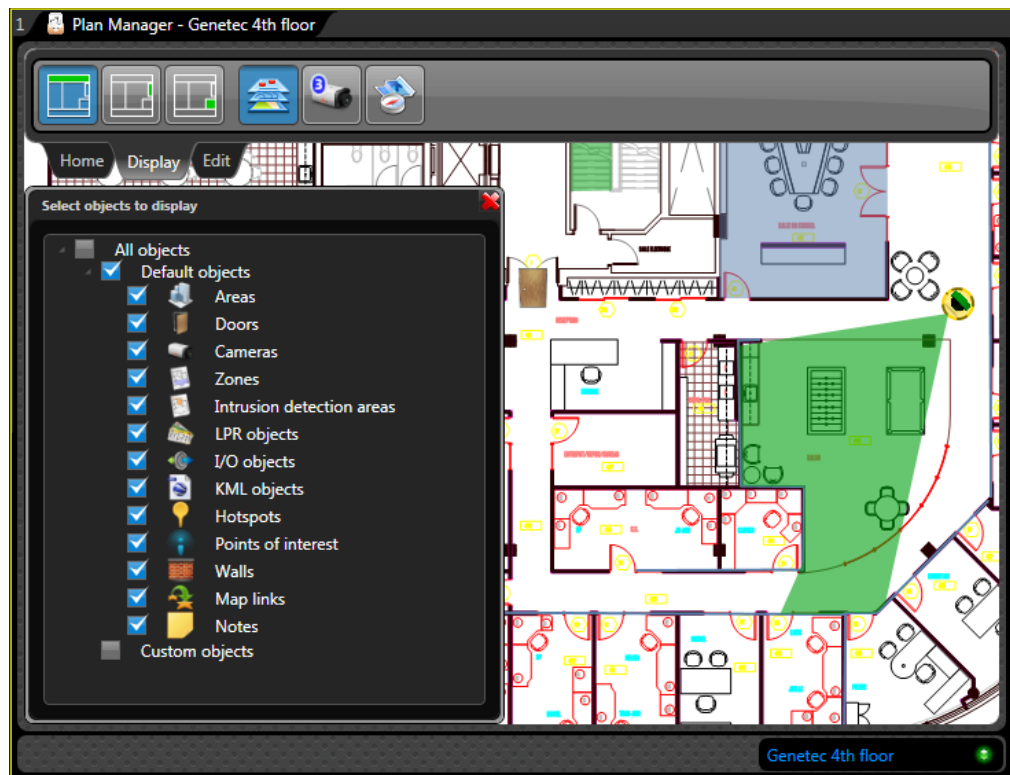 1 Plan Manager - Genetec 4th floor
3
Home Display Edit
Select objects to display
All objects
Default objects
Areas
Doors
Cameras
Zones
Intrusion detection areas
LPR objects
I/O objects
KML objects
Hotspots
Points of interest
Walls
Map links
Notes
Custom objects
Genetec 4th floor